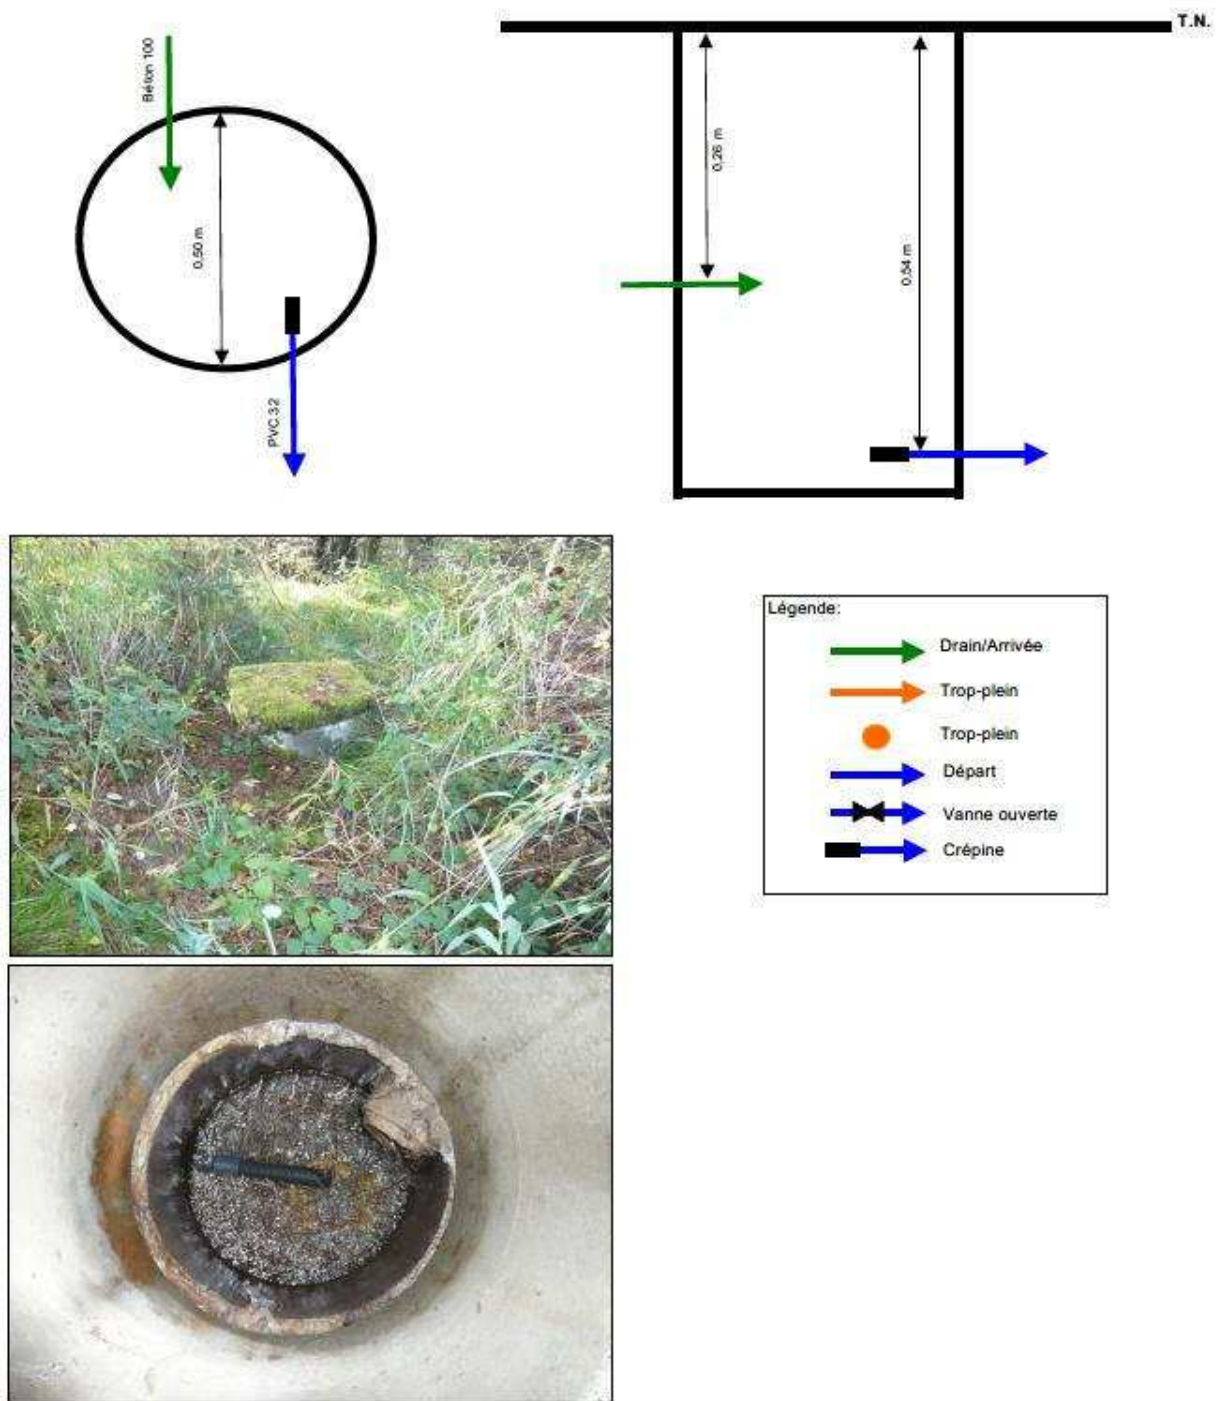 Béton 100
0,50 m
PVC 32
T.N.
0,26 m
0,54 m
Légende:
Drain/Arrivée
Trop-plein
Trop-plein
Départ
Vanne ouverte
Crépine